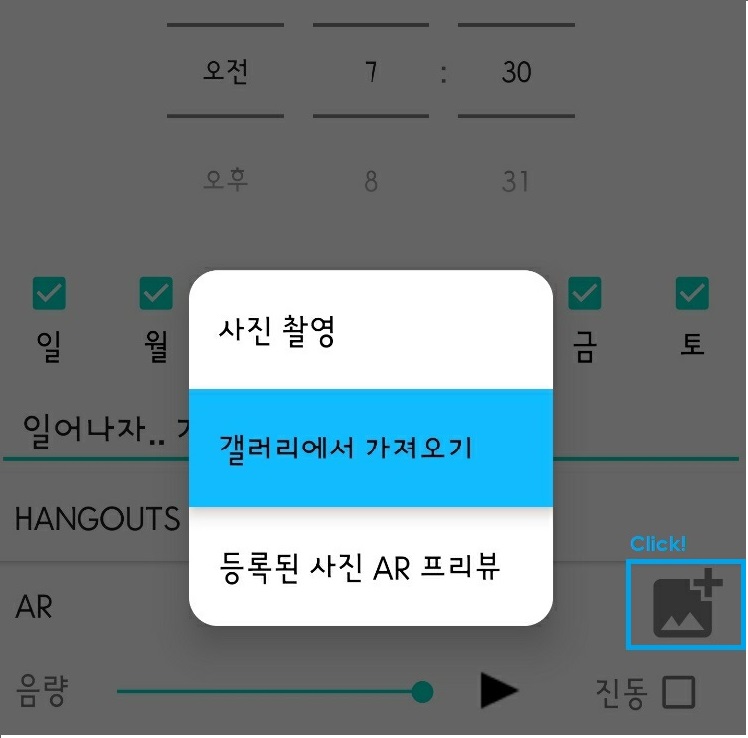 오전 7 : 30
오후 8 31
일 월 금 토
사진 촬영
갤러리에서 가져오기
등록된 사진 AR 프리뷰
일어나자..
HANGOUTS
Click!
AR
음량 진동